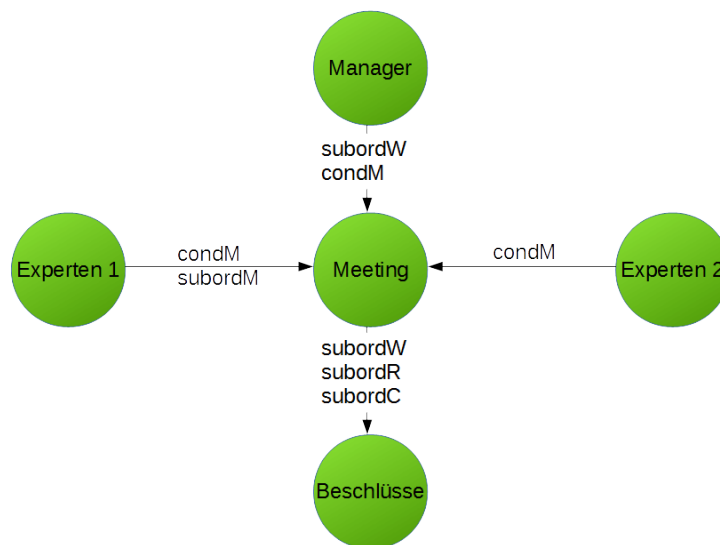 Manager
subordW
condM
Experten 1
condM
subordM
Meeting
condM
Experten 2
subordW
subordR
subordC
Beschlüsse